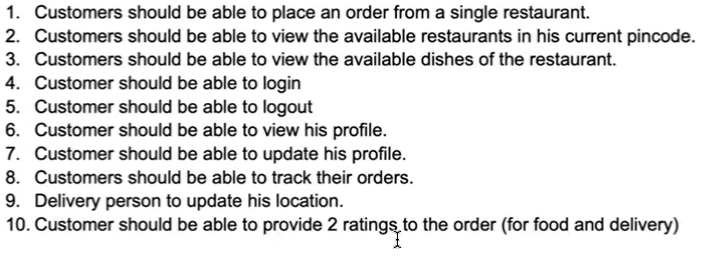 1. Customers should be able to place an order from a single restaurant.
2. Customers should be able to view the available restaurants in his current pincode.
3. Customers should be able to view the available dishes of the restaurant.
4. Customer should be able to login
5. Customer should be able to logout
6. Customer should be able to view his profile.
7. Customer should be able to update his profile.
8. Customers should be able to track their orders.
9. Delivery person to update his location.
10. Customer should be able to provide 2 ratings to the order (for food and delivery)